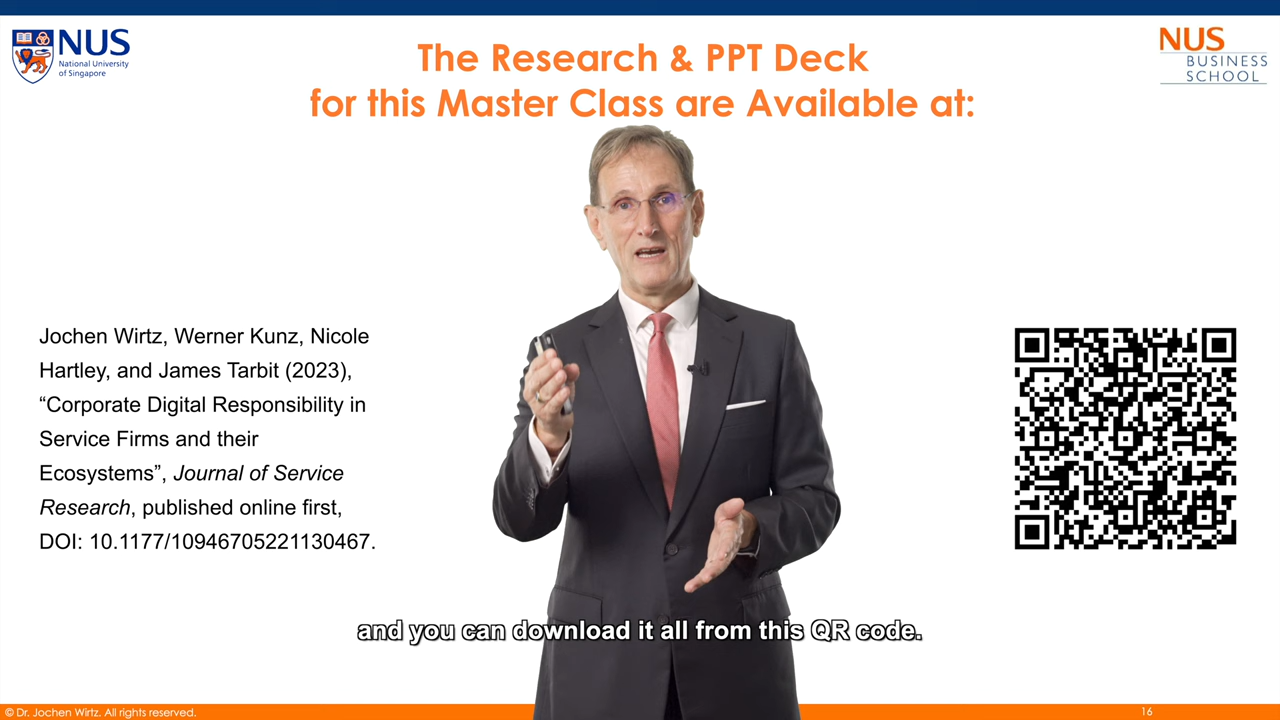 NUS
National University
of Singapore
The Research & PPT Deck
for this Master Class are Available at:
NUS
BUSINESS
SCHOOL
Jochen Wirtz, Werner Kunz, Nicole
Hartley, and James Tarbit (2023),
“Corporate Digital Responsibility in
Service Firms and their
Ecosystems”, Journal of Service
Research, published online first,
DOI: 10.1177/10946705221130467.
and you can download it all from this QR code.
© Dr. Jochen Wirtz. All rights reserved.
16